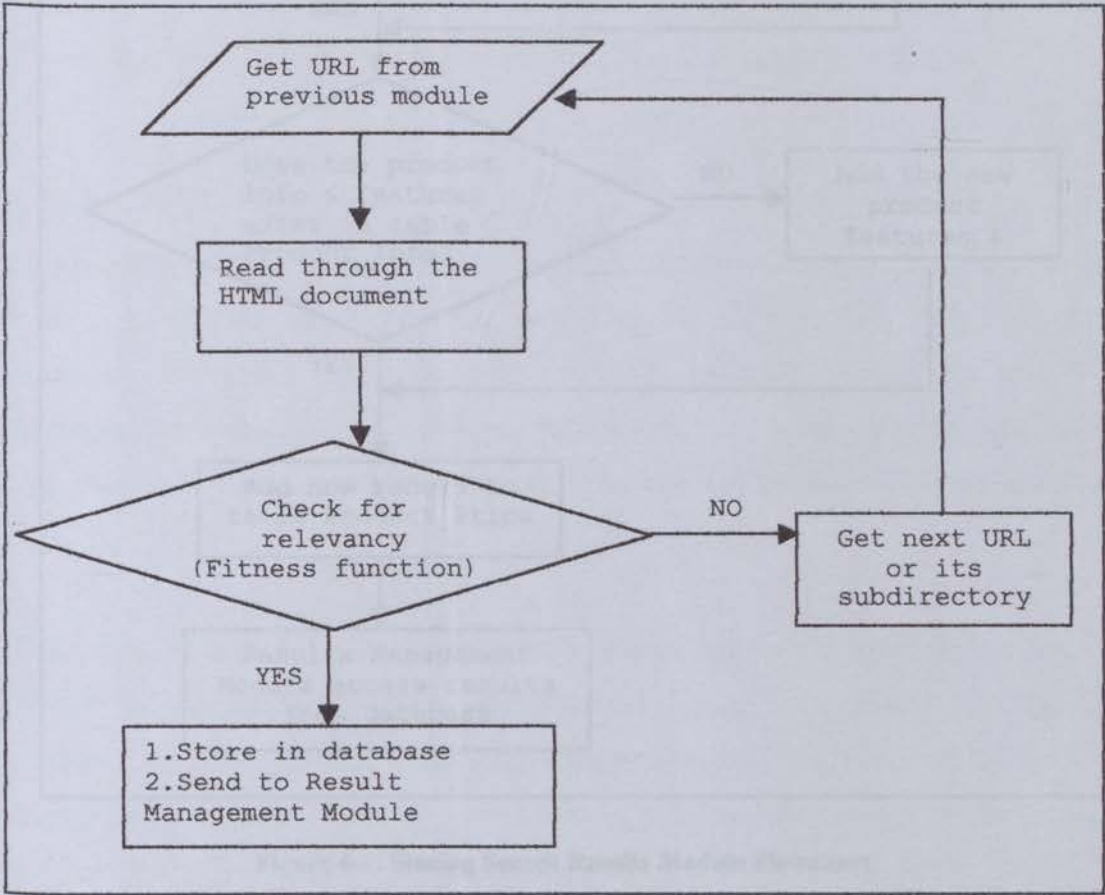 Get URL from
previous module
Read through the
HTML document
Check for
relevancy
(Fitness function)
NO
Get next URL
or its
subdirectory
YES
1.Store in database
2.Send to Result
Management Module